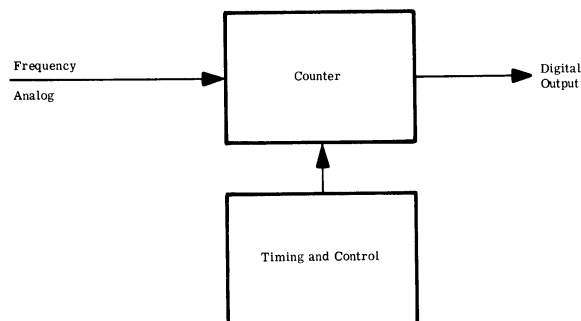 Frequency
Analog
Counter
Digital
Output
Timing and Control